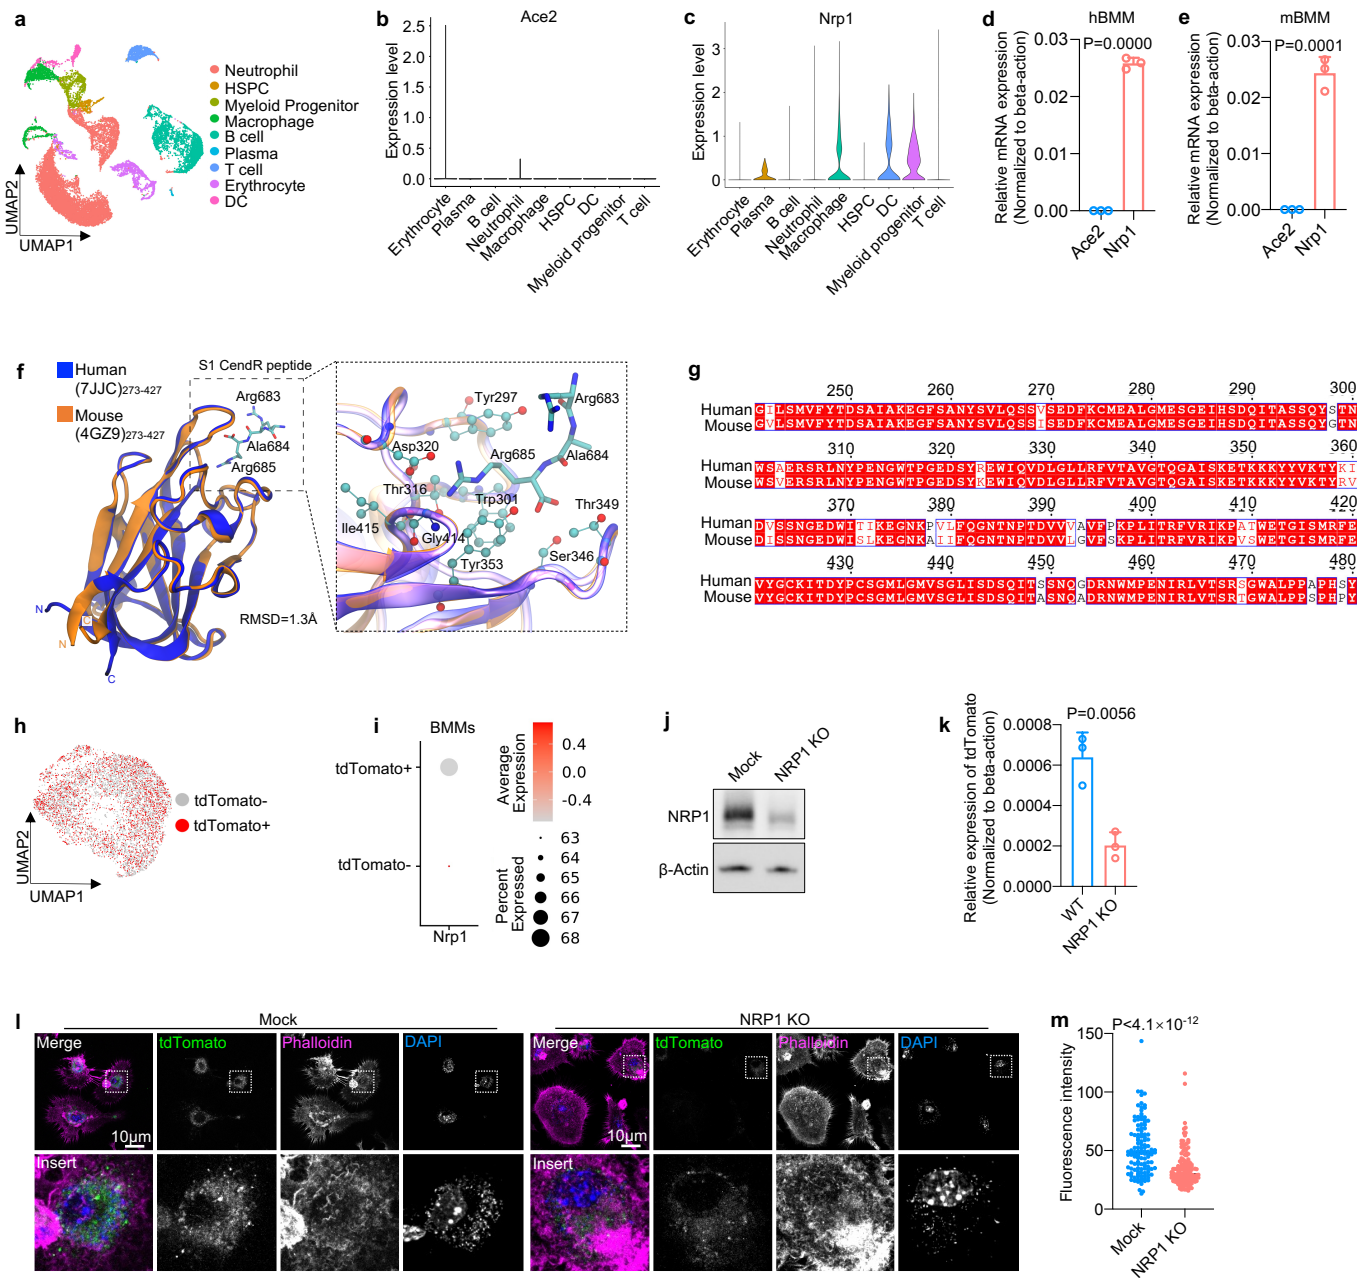 a
Neutrophil
HSPC
Myeloid Progenitor
Macrophage
B cell
Plasma
T cell
Erythrocyte
DC
UMAP2
UMAP1
b
Ace2
Expression level
2.5
2.0
1.5
1.0
0.5
0.0
Erythrocyte
Plasma
B cell
Neutrophil
Macrophage
HSPC
DC
Myeloid progenitor
T cell
c
Nrp1
Expression level
3
2
1
0
Erythrocyte
Plasma
B cell
Neutrophil
Macrophage
HSPC
DC
Myeloid progenitor
T cell
d
hBMM
P=0.0000
Relative mRNA expression
(Normalized to beta-action)
0.03
0.02
0.01
0.00
Ace2
Nrp1
e
mBMM
P=0.0001
Relative mRNA expression
(Normalized to beta-action)
0.03
0.02
0.01
0.00
Ace2
Nrp1
f
Human
(7JJC)273-427
Mouse
(4GZ9)273-427
S1 CendR peptide
Arg683
Ala684
Arg685
RMSD=1.3Å
N
C
N
C
Tyr297
Arg683
Asp320
Arg685
Ala684
Thr316
Trp301
Thr349
Ile415
Gly414
Tyr353
Ser346
g
250 260 270 280 290 300
Human GILSMVFYTDSAIAKEGFSANYSVLQSSVSEDFKCMEALGMESGEIHSDQITASSQYSTN
Mouse GVLSMVFYTDSAIAKEGFSANYSVLQSSISEDFKCMEALGMESGEIHSDQITASSQYGTN
310 320 330 340 350 360
Human WSAERSRLNYPENGWTPGEDSYREWIQVDLGLLRFVTAVGTQGAISKETKKKYYVKTYKI
Mouse WSVERSRLNYPENGWTPGEDSYKEWIQVDLGLLRFVTAVGTQGAISKETKKKYYVKTYRV
370 380 390 400 410 420
Human DVSSNGEDWITIKEGNKPVLFQGNTNPTDVVVAVFPKPLITRFVRIKPATWETGISMRFE
Mouse DISSNGEDWISLKEGNKAIIFQGNTNPTDVVLGVFSKPLITRFVRIKPVSWETGISMRFE
430 440 450 460 470 480
Human VYGCKITDYPCSGMLGMVSGLISDSQITSSNQGDRNWMPENIRLVTSRSGWALPPAPHSY
Mouse VYGCKITDYPCSGMLGMVSGLISDSQITASNQADRNWMPENIRLVTSRTGWALPPSPHPY
h
tdTomato-
tdTomato+
UMAP2
UMAP1
i
BMMs
tdTomato+
tdTomato-
Nrp1
Average
Expression
0.4
0.0
-0.4
Percent
Expressed
63
64
65
66
67
68
j
Mock
NRP1 KO
NRP1
β-Actin
k
P=0.0056
Relative expression of tdTomato
(Normalized to beta-action)
0.0008
0.0006
0.0004
0.0002
0.0000
WT
NRP1 KO
l
Mock
NRP1 KO
Merge
tdTomato
Phalloidin
DAPI
Merge
tdTomato
Phalloidin
DAPI
10μm
10μm
Insert
Insert
m
P<4.1×10-12
Fluorescence intensity
150
100
50
0
Mock
NRP1 KO